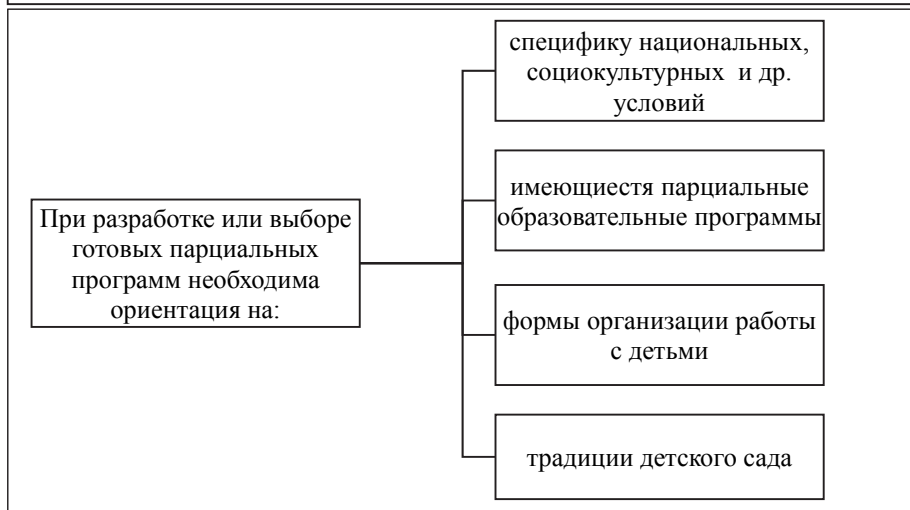 При разработке или выборе
готовых парциальных
программ необходима
ориентация на:
специфику национальных,
социокультурных и др.
условий
имеющиестя парциальные
образовательные программы
формы организации работы
с детьми
традиции детского сада